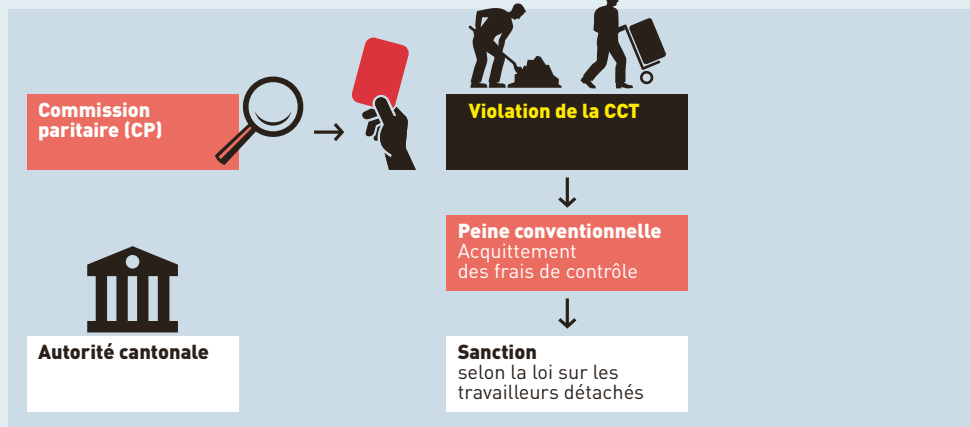 Commission
paritaire (CP)
Violation de la CCT
Peine conventionnelle
Acquittement
des frais de contrôle
Autorité cantonale
Sanction
selon la loi sur les
travailleurs détachés